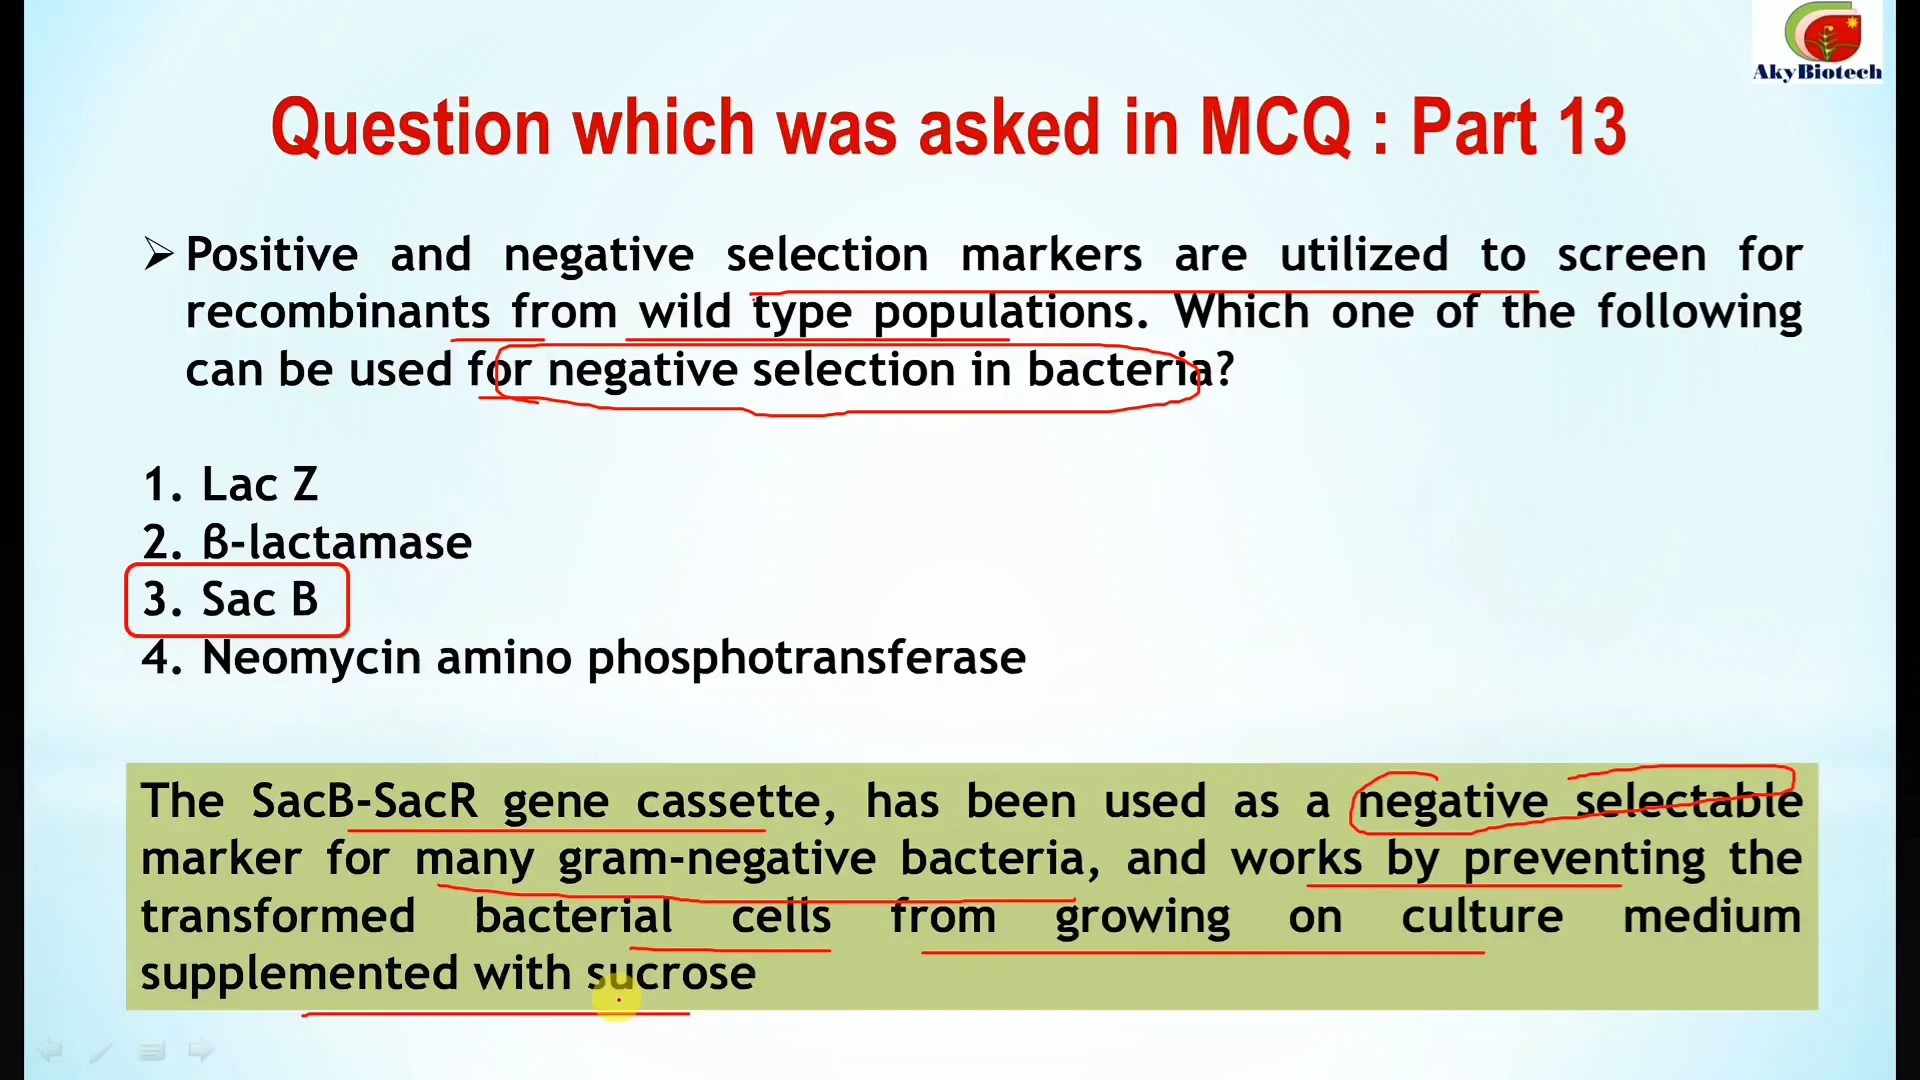 AkyBiotech
Question which was asked in MCQ : Part 13
Positive and negative selection markers are utilized to screen for
recombinants from wild type populations. Which one of the following
can be used for negative selection in bacteria?
1. Lac Z
2. β-lactamase
3. Sac B
4. Neomycin amino phosphotransferase
The SacB-SacR gene cassette, has been used as a negative selectable
marker for many gram-negative bacteria, and works by preventing the
transformed bacterial cells from growing on culture medium
supplemented with sucrose